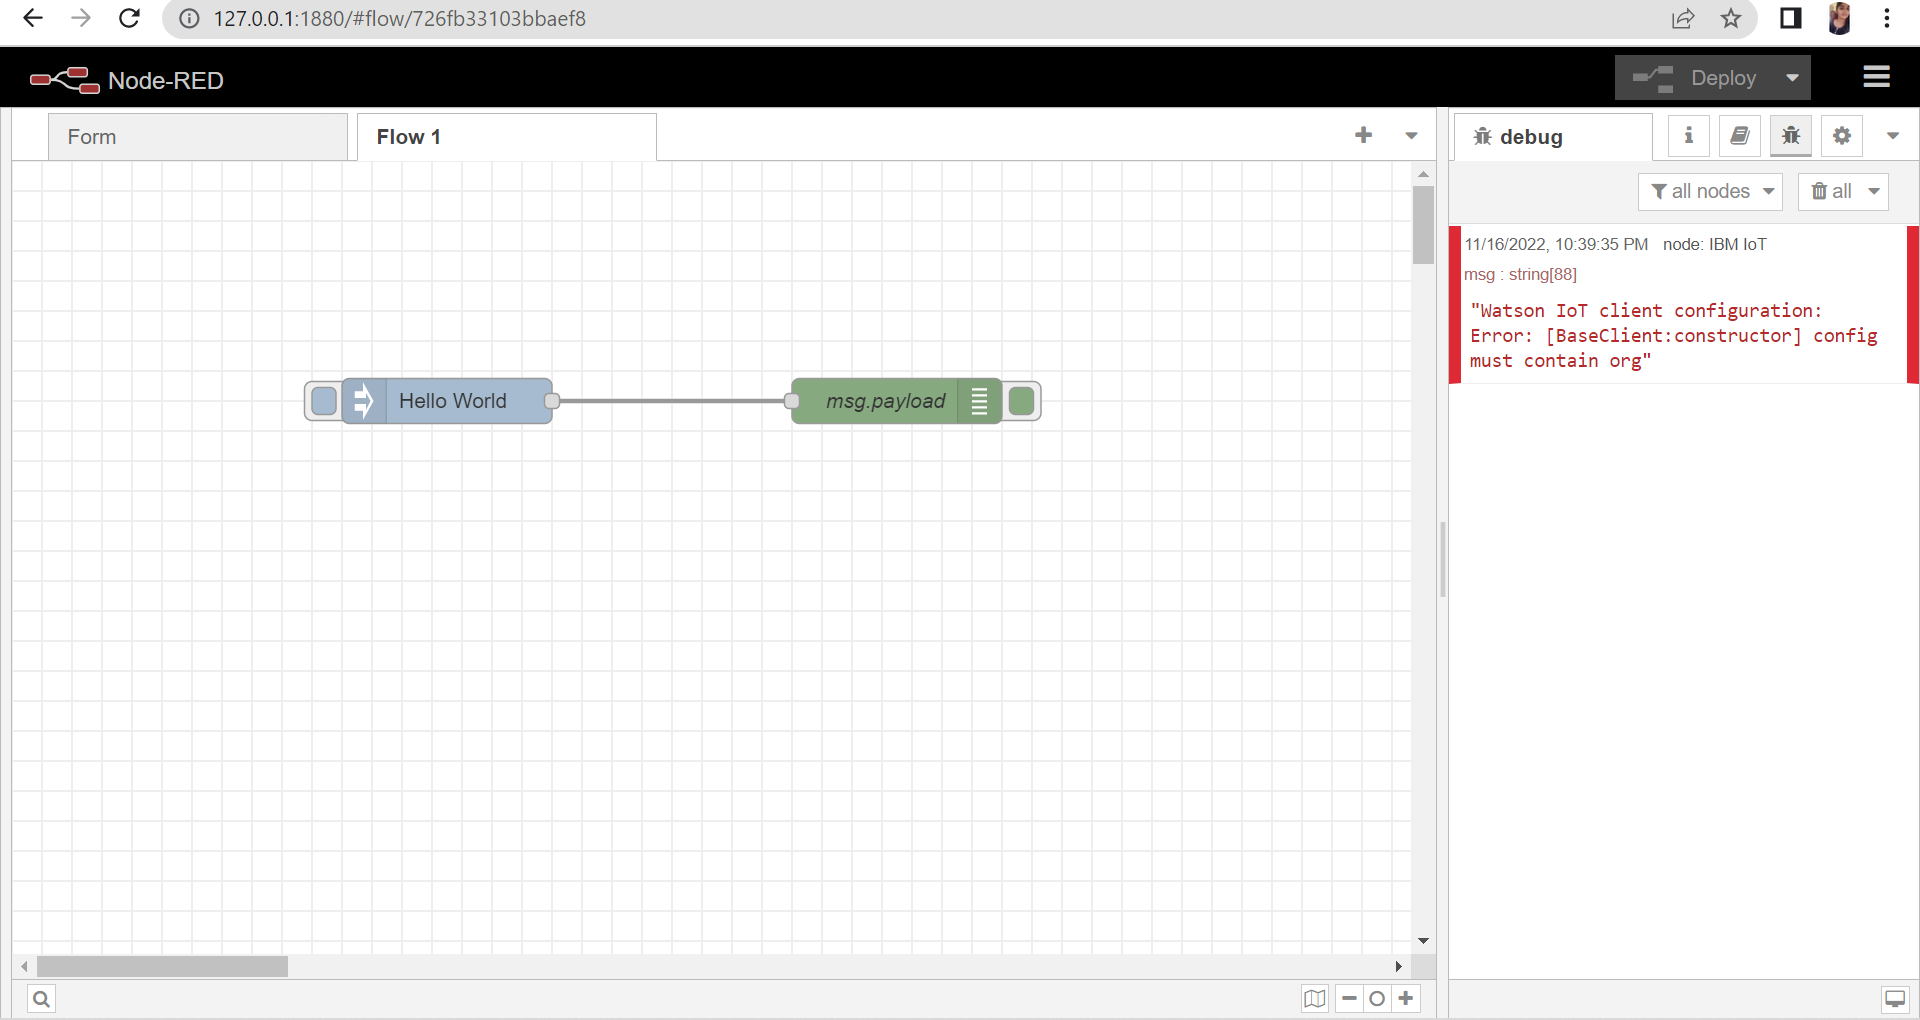 127.0.0.1:1880/#flow/726fb33103bbaef8
Node-RED
Deploy
Form
Flow 1
debug
all nodes
all
11/16/2022, 10:39:35 PM node: IBM IoT
msg : string[88]
"Watson IoT client configuration:
Error: [BaseClient:constructor] config
must contain org"
Hello World
msg.payload